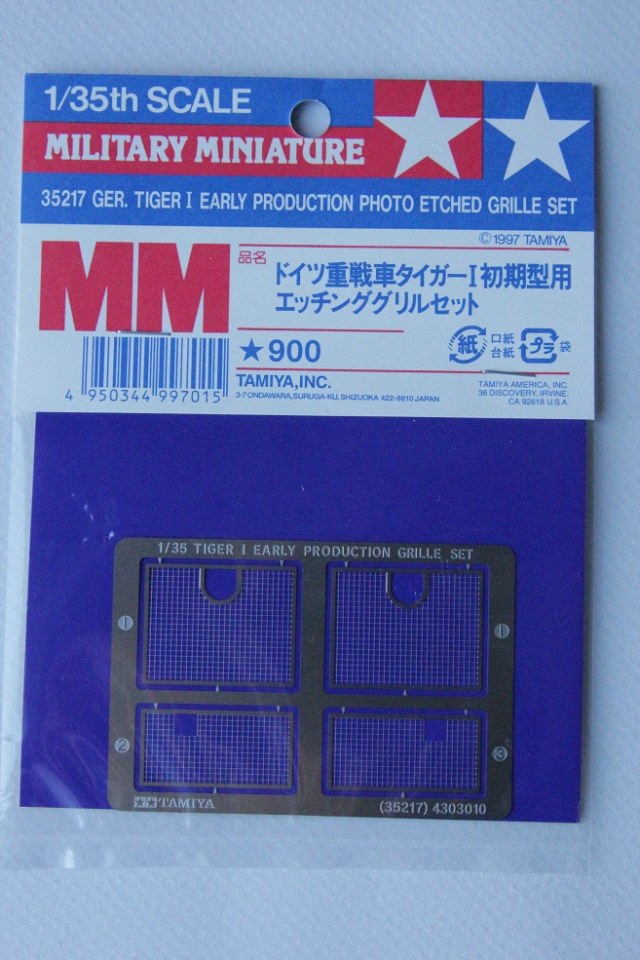 1/35th SCALE
MILITARY MINIATURE
35217 GER. TIGER I EARLY PRODUCTION PHOTO ETCHED GRILLE SET
©1997 TAMIYA
MM
品名
ドイツ重戦車タイガーI初期型用
エッチンググリルセット
★900
紙
口紙
台紙
プラ
袋
4 950344 997015
TAMIYA,INC.
3-7 ONDAWARA,SURUGA-KU,SHIZUOKA 422-8610 JAPAN
TAMIYA AMERICA, INC.
36 DISCOVERY, IRVINE,
CA 92618 U.S.A.
1/35 TIGER I EARLY PRODUCTION GRILLE SET
1
1
2
3
TAMIYA
(35217) 4303010